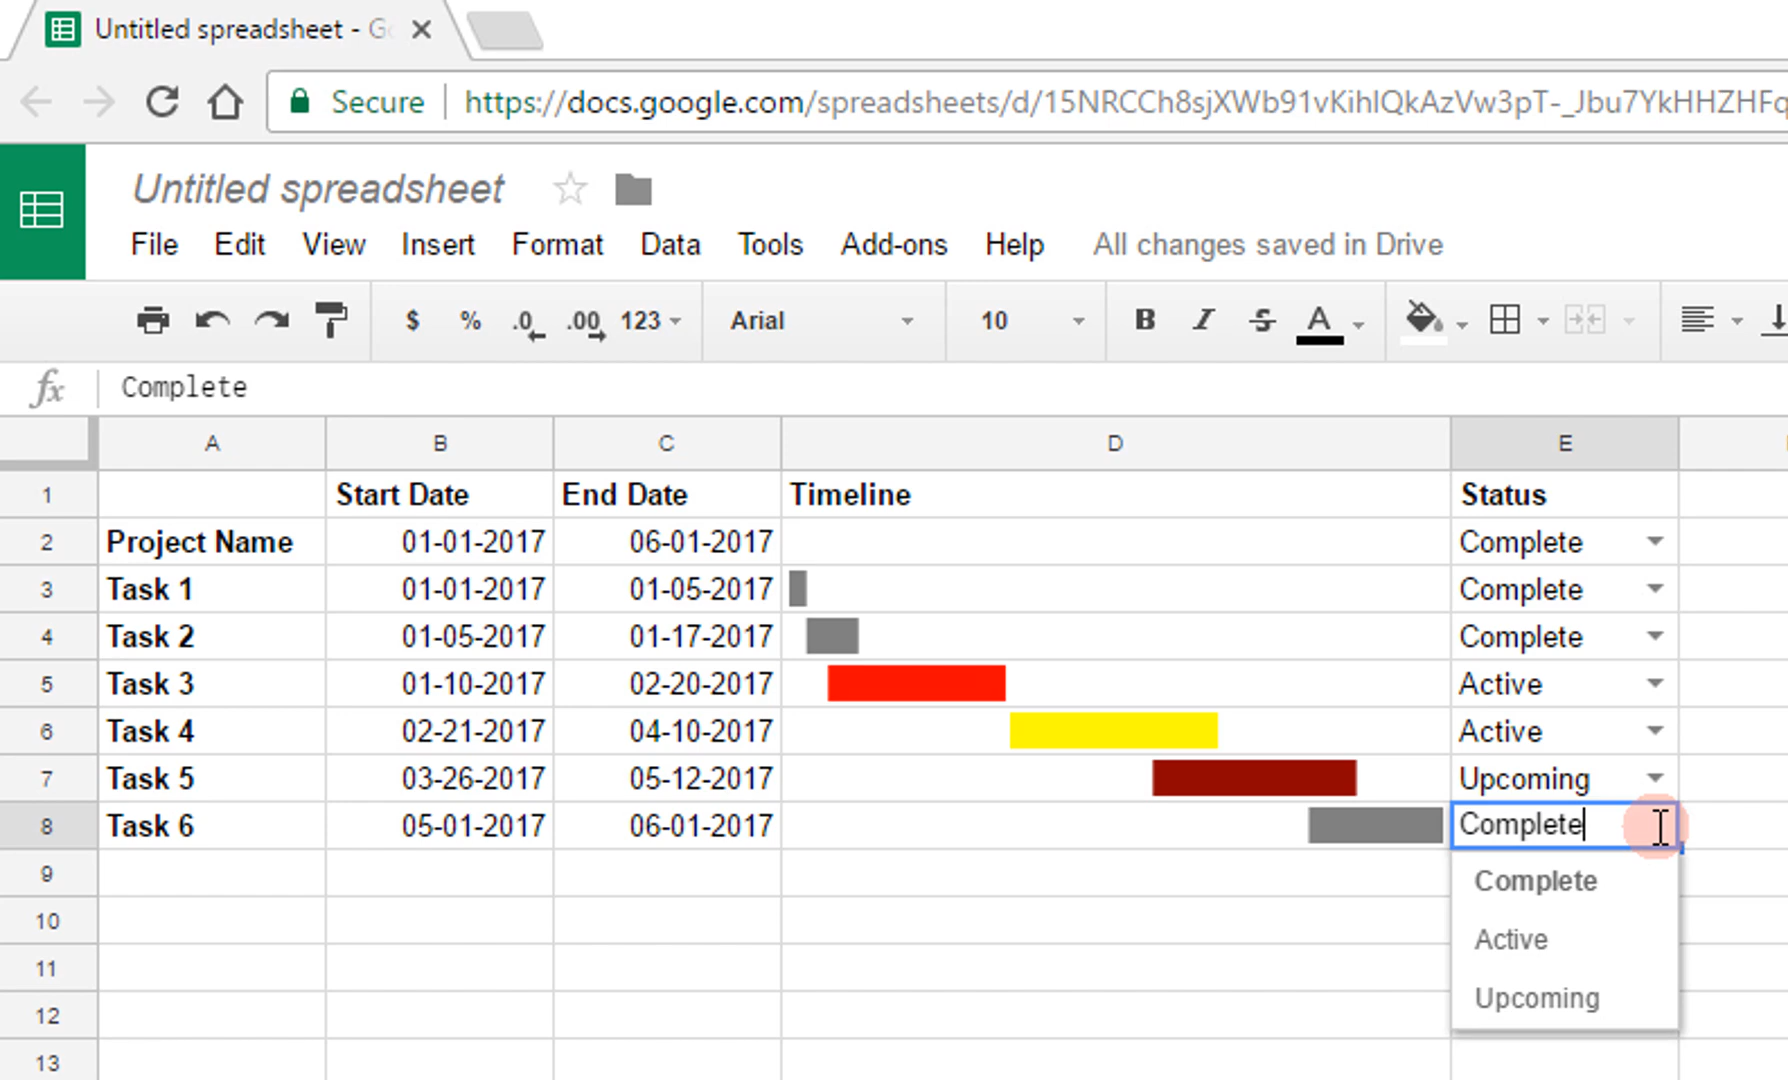 Untitled spreadsheet - Go
Secure
https://docs.google.com/spreadsheets/d/15NRCCh8sjXWb91vKihlQkAzVw3pT-_Jbu7YkHHZHFq
Untitled spreadsheet
File Edit View Insert Format Data Tools Add-ons Help All changes saved in Drive
$ % .0 .00 123 Arial 10 B I S A
fx Complete
A B C D E
1 Start Date End Date Timeline Status
2 Project Name 01-01-2017 06-01-2017 Complete
3 Task 1 01-01-2017 01-05-2017 Complete
4 Task 2 01-05-2017 01-17-2017 Complete
5 Task 3 01-10-2017 02-20-2017 Active
6 Task 4 02-21-2017 04-10-2017 Active
7 Task 5 03-26-2017 05-12-2017 Upcoming
8 Task 6 05-01-2017 06-01-2017 Complete
9 Complete
10 Active
11
12 Upcoming
13